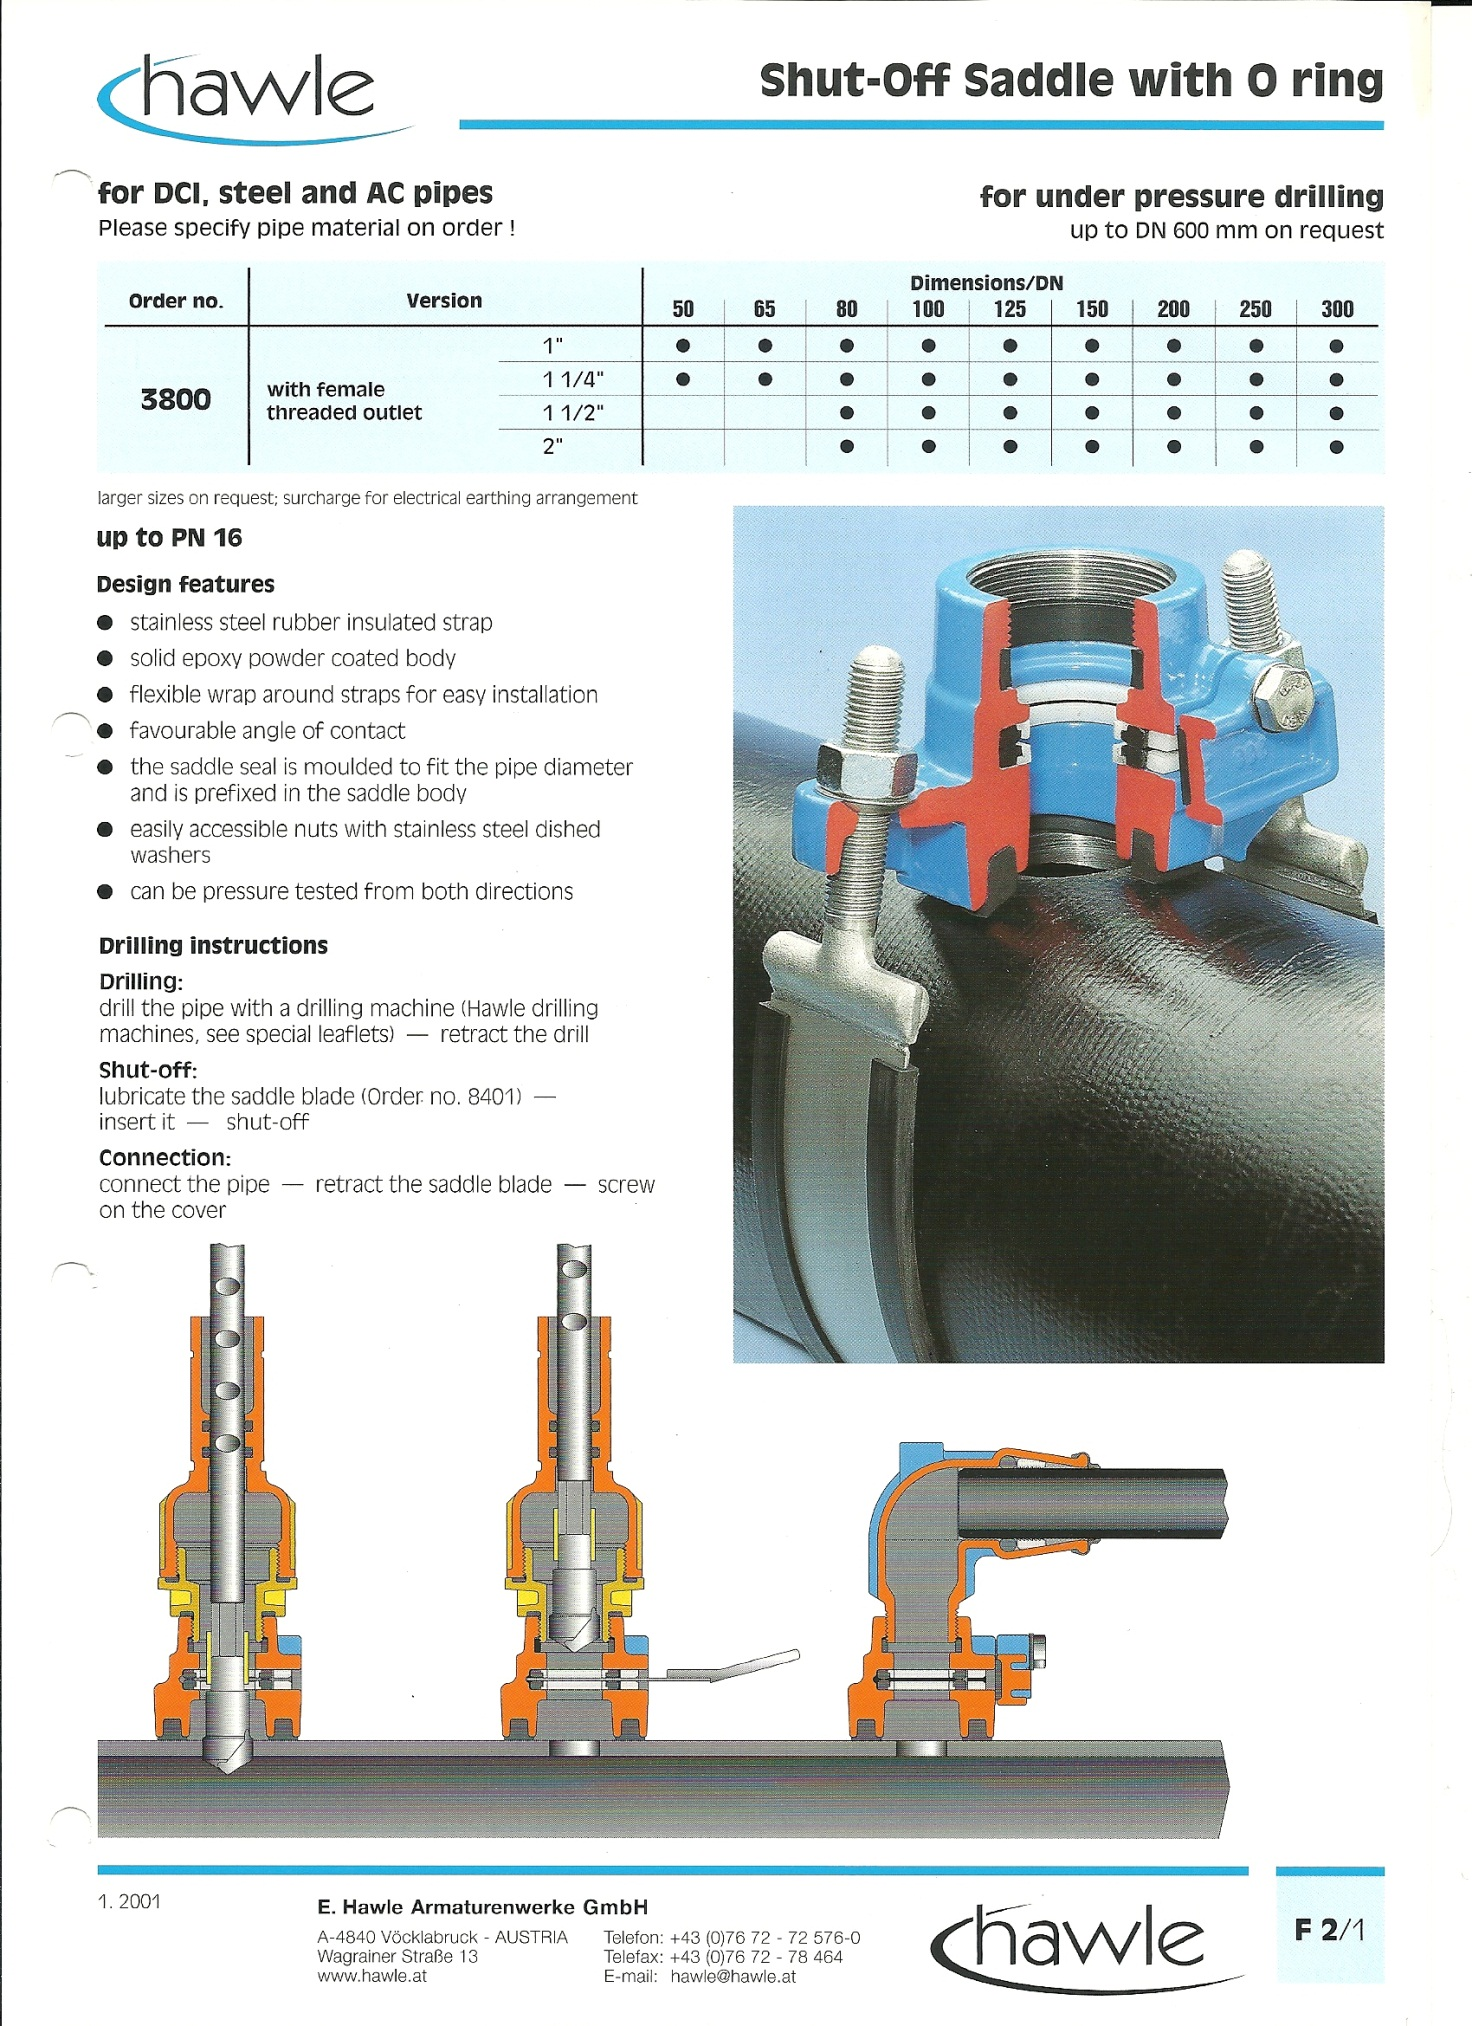 hawle
Shut-Off Saddle with O ring
for DCI, steel and AC pipes
Please specify pipe material on order !
for under pressure drilling
up to DN 600 mm on request
Order no.
Version
Dimensions/DN
50 65 80 100 125 150 200 250 300
3800
with female
threaded outlet
1" ● ● ● ● ● ● ● ● ●
1 1/4" ● ● ● ● ● ● ● ● ●
1 1/2" ● ● ● ● ● ● ●
2" ● ● ● ● ● ● ●
larger sizes on request; surcharge for electrical earthing arrangement
up to PN 16
Design features
● stainless steel rubber insulated strap
● solid epoxy powder coated body
● flexible wrap around straps for easy installation
● favourable angle of contact
● the saddle seal is moulded to fit the pipe diameter
and is prefixed in the saddle body
● easily accessible nuts with stainless steel dished
washers
● can be pressure tested from both directions
Drilling instructions
Drilling:
drill the pipe with a drilling machine (Hawle drilling
machines, see special leaflets) — retract the drill
Shut-off:
lubricate the saddle blade (Order no. 8401) —
insert it — shut-off
Connection:
connect the pipe — retract the saddle blade — screw
on the cover
1. 2001
E. Hawle Armaturenwerke GmbH
A-4840 Vöcklabruck - AUSTRIA
Wagrainer Straße 13
www.hawle.at
Telefon: +43 (0)76 72 - 72 576-0
Telefax: +43 (0)76 72 - 78 464
E-mail: hawle@hawle.at
hawle
F 2/1